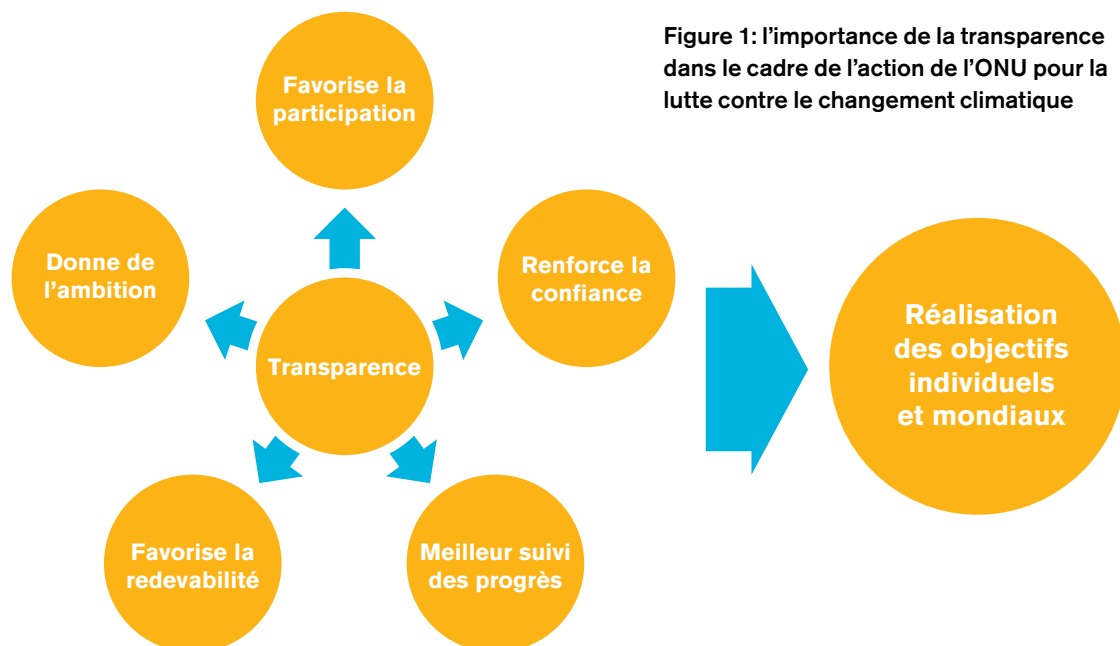 Figure 1: l’importance de la transparence
dans le cadre de l’action de l’ONU pour la
lutte contre le changement climatique
Favorise la
participation
Donne de
l’ambition
Renforce la
confiance
Transparence
Favorise la
redevabilité
Meilleur suivi
des progrès
Réalisation
des objectifs
individuels
et mondiaux